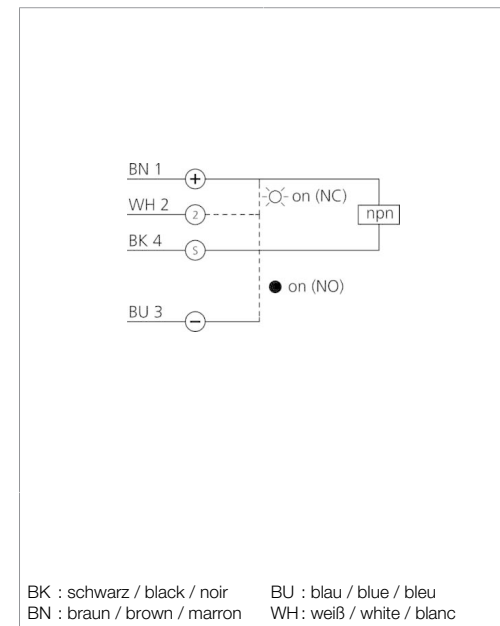 BN 1 +
on (NC)
WH 2 2
npn
BK 4 S
on (NO)
BU 3 −
BK : schwarz / black / noir BU : blau / blue / bleu
BN : braun / brown / marron WH : weiß / white / blanc